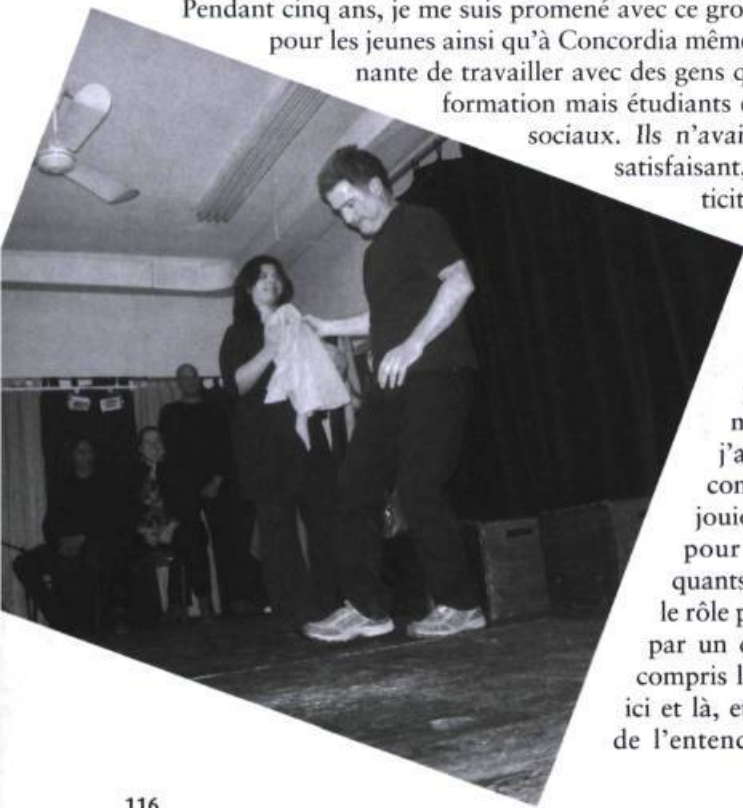 Pendant cinq ans, je me suis promené avec ce gro
pour les jeunes ainsi qu'à Concordia même
nante de travailler avec des gens q
formation mais étudiants
sociaux. Ils n'avai
satisfaisant,
ticit
n
j'a
con
jouie
pour
quants
le rôle p
par un
compris l
ici et là, e
de l'entend
116